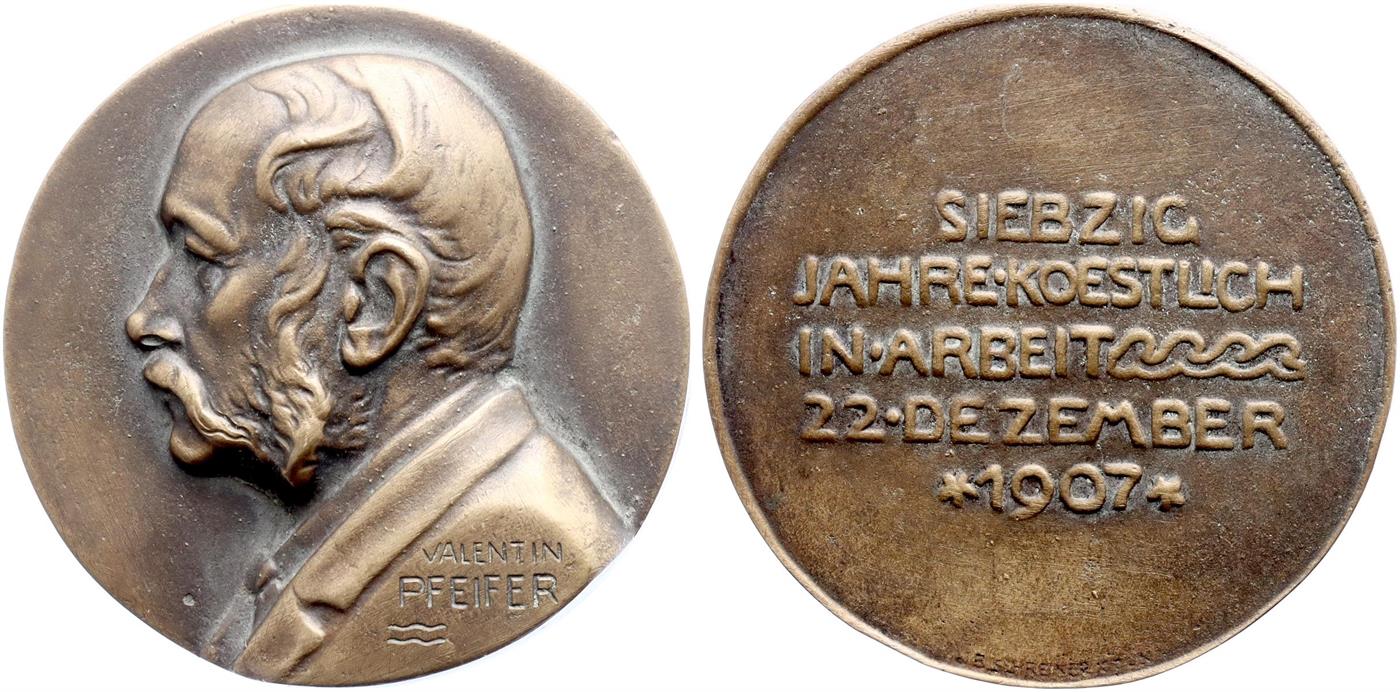 VALENTIN
PFEIFER
SIEBZIG
JAHRE·KOESTLICH
IN·ARBEIT
22·DEZEMBER
*1907*